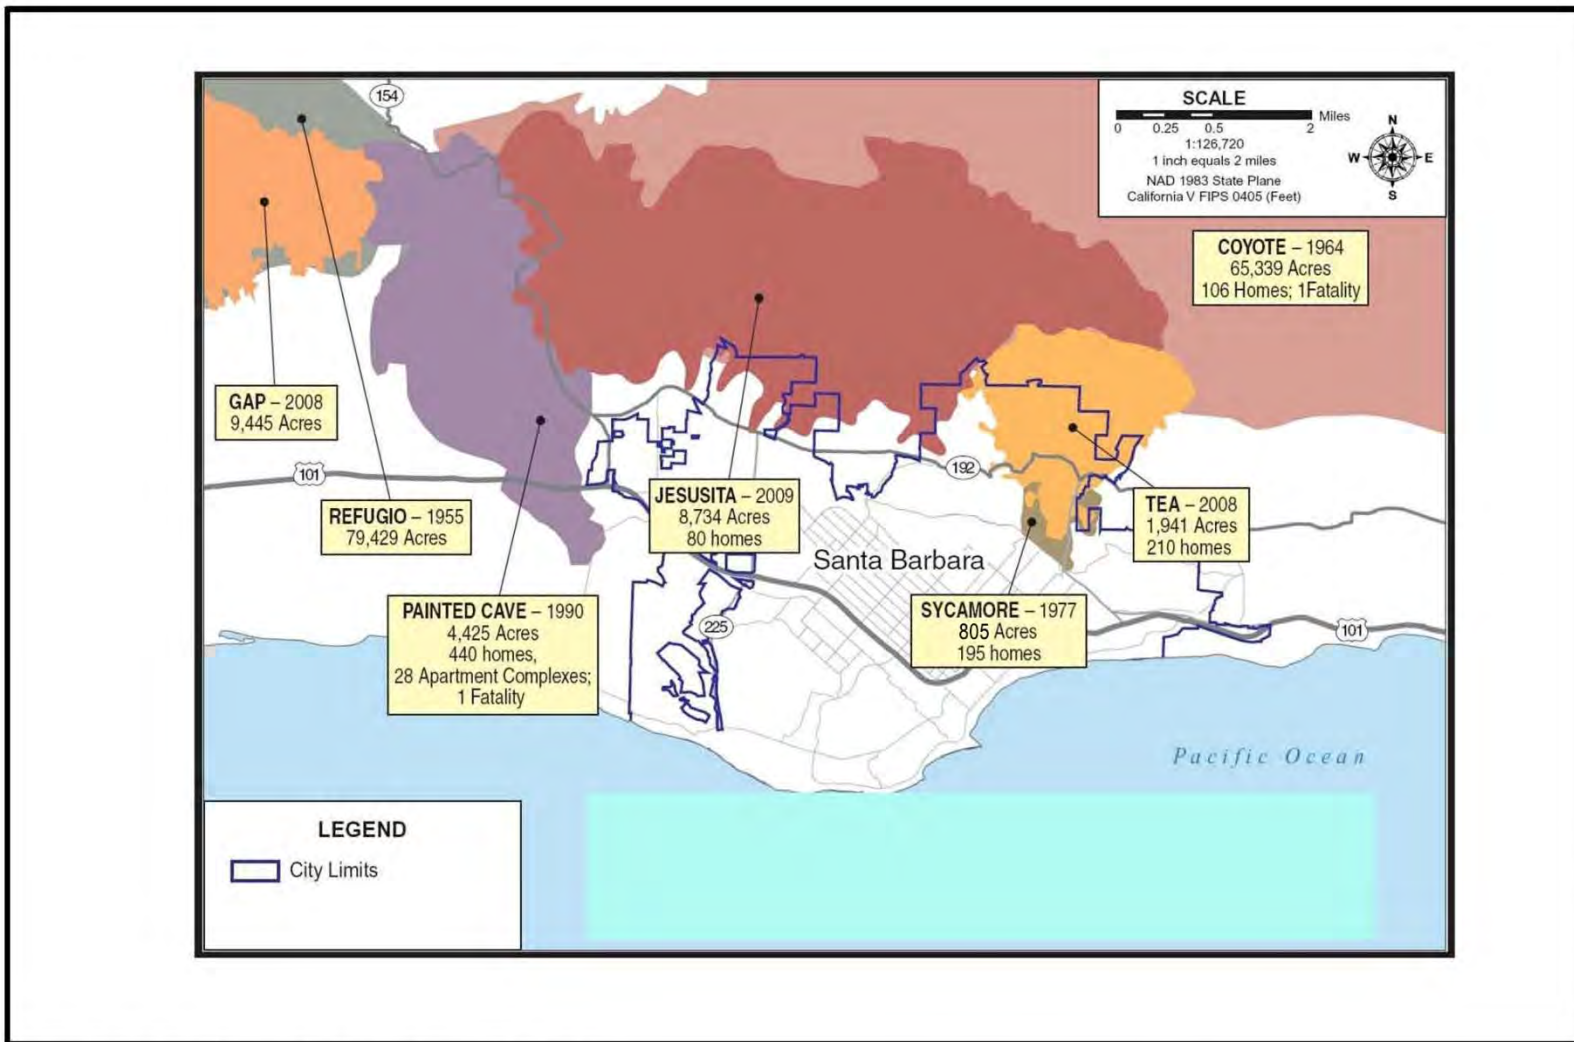 154
SCALE
Miles
0 0.25 0.5 2
1:126,720
1 inch equals 2 miles
NAD 1983 State Plane
California V FIPS 0405 (Feet)
N
W E
S
COYOTE – 1964
65,339 Acres
106 Homes; 1Fatality
GAP – 2008
9,445 Acres
101
192
REFUGIO – 1955
79,429 Acres
JESUSITA – 2009
8,734 Acres
80 homes
TEA – 2008
1,941 Acres
210 homes
Santa Barbara
PAINTED CAVE – 1990
4,425 Acres
440 homes,
28 Apartment Complexes;
1 Fatality
225
SYCAMORE – 1977
805 Acres
195 homes
101
Pacific Ocean
LEGEND
City Limits